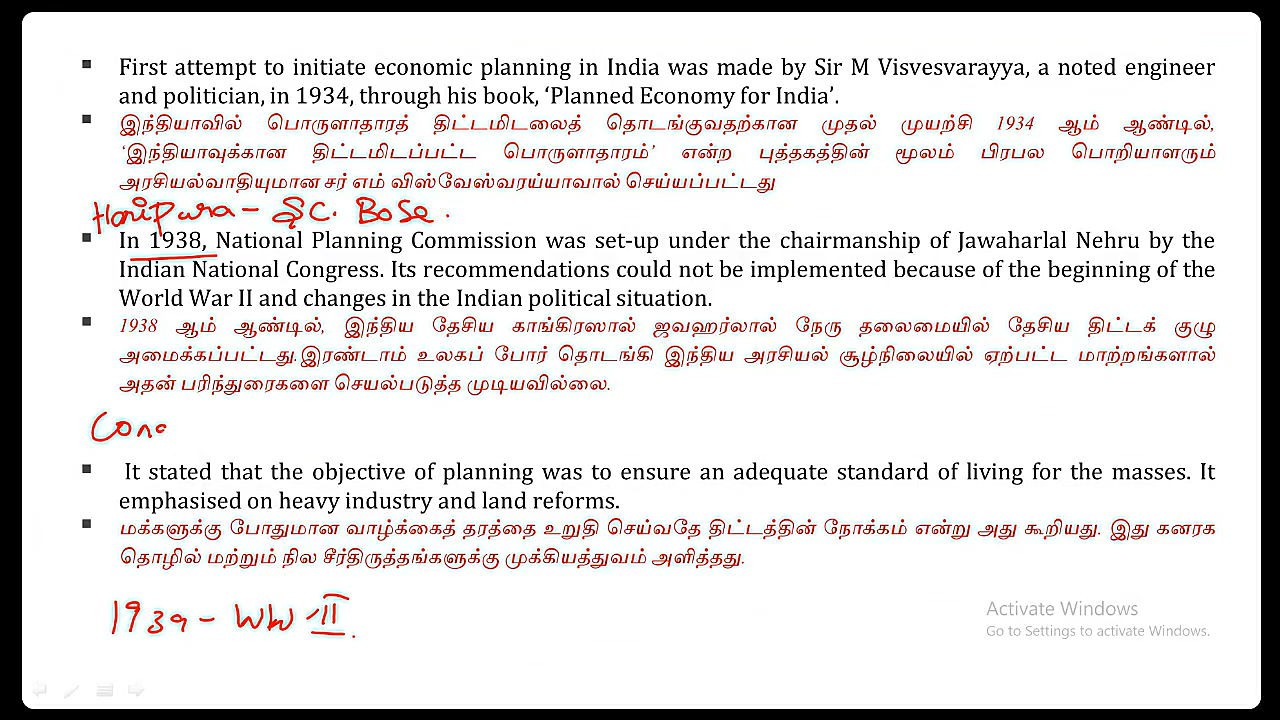 ▪ First attempt to initiate economic planning in India was made by Sir M Visvesvarayya, a noted engineer
and politician, in 1934, through his book, ‘Planned Economy for India’.
▪ இந்தியாவில் பொருளாதாரத் திட்டமிடலைத் தொடங்குவதற்கான முதல் முயற்சி 1934 ஆம் ஆண்டில்,
‘இந்தியாவுக்கான திட்டமிடப்பட்ட பொருளாதாரம்’ என்ற புத்தகத்தின் மூலம் பிரபல பொறியாளரும்
அரசியல்வாதியுமான சர் எம் விஸ்வேஸ்வரய்யாவால் செய்யப்பட்டது
Haripura - S.C. Bose.
▪ In 1938, National Planning Commission was set-up under the chairmanship of Jawaharlal Nehru by the
Indian National Congress. Its recommendations could not be implemented because of the beginning of the
World War II and changes in the Indian political situation.
▪ 1938 ஆம் ஆண்டில், இந்திய தேசிய காங்கிரஸால் ஜவஹர்லால் நேரு தலைமையில் தேசிய திட்டக் குழு
அமைக்கப்பட்டது.இரண்டாம் உலகப் போர் தொடங்கி இந்திய அரசியல் சூழ்நிலையில் ஏற்பட்ட மாற்றங்களால்
அதன் பரிந்துரைகளை செயல்படுத்த முடியவில்லை.
▪ It stated that the objective of planning was to ensure an adequate standard of living for the masses. It
emphasised on heavy industry and land reforms.
▪ மக்களுக்கு போதுமான வாழ்க்கைத் தரத்தை உறுதி செய்வதே திட்டத்தின் நோக்கம் என்று அது கூறியது. இது கனரக
தொழில் மற்றும் நில சீர்திருத்தங்களுக்கு முக்கியத்துவம் அளித்தது.
1939 - WW II.
Activate Windows
Go to Settings to activate Windows.